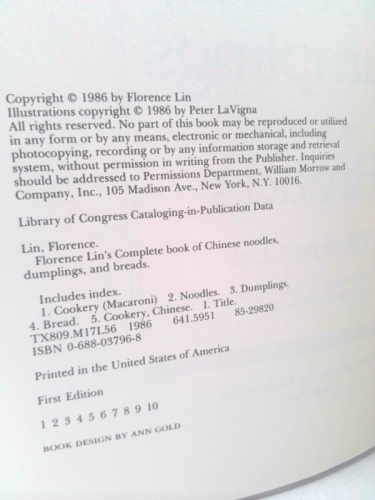 Copyright © 1986 by Florence Lin
Illustrations copyright © 1986 by Peter LaVigna
All rights reserved. No part of this book may be reproduced or utilized
in any form or by any means, electronic or mechanical, including
photocopying, recording or by any information storage and retrieval
system, without permission in writing from the Publisher. Inquiries
should be addressed to Permissions Department, William Morrow and
Company, Inc., 105 Madison Ave., New York, N.Y. 10016.
Library of Congress Cataloging-in-Publication Data
Lin, Florence.
Florence Lin's Complete book of Chinese noodles,
dumplings, and breads.
Includes index.
1. Cookery (Macaroni) 2. Noodles. 3. Dumplings.
4. Bread. 5. Cookery, Chinese. 1. Title.
TX809.M17L56 1986 641.5951 85-29820
ISBN 0-688-03796-8
Printed in the United States of America
First Edition
1 2 3 4 5 6 7 8 9 10
BOOK DESIGN BY ANN GOLD